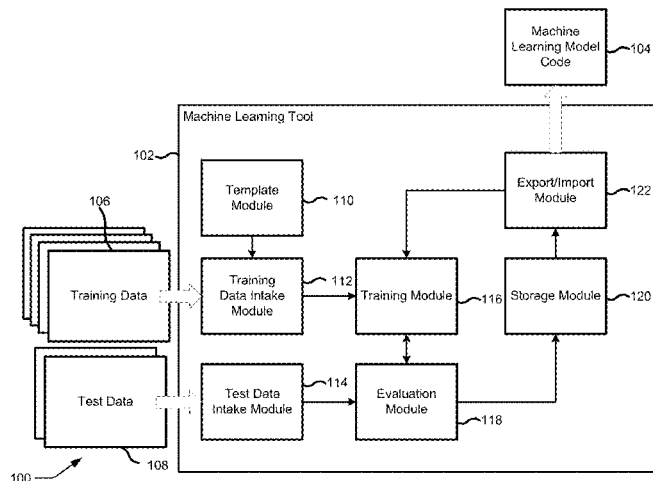 Machine
Learning Model
Code
104
Machine Learning Tool
102
106
Template
Module
110
Export/Import
Module
122
Training Data
112
Training
Data Intake
Module
Training Module
116
Storage Module
120
Test Data
114
Test Data
Intake Module
Evaluation
Module
118
108
100